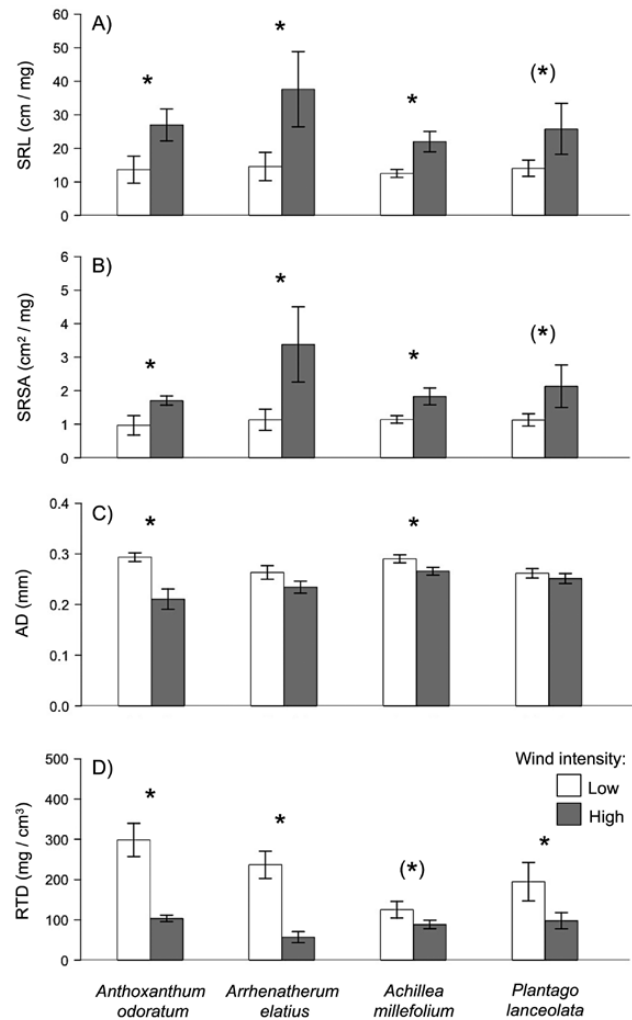 A)
SRL (cm / mg)
60
50
40
30
20
10
0
*
*
*
(*)
B)
SRSA (cm² / mg)
6
5
4
3
2
1
0
*
*
*
(*)
C)
AD (mm)
0.4
0.3
0.2
0.1
0.0
*
*
D)
RTD (mg / cm³)
500
400
300
200
100
0
*
*
(*)
*
Wind intensity:
Low
High
Anthoxanthum
odoratum
Arrhenatherum
elatius
Achillea
millefolium
Plantago
lanceolata